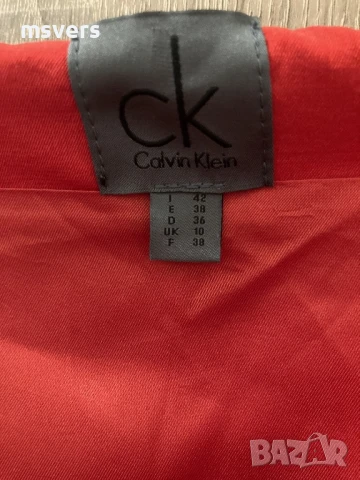 msvers
ck
Calvin Klein
I 42
E 38
D 36
UK 10
F 38
BAZAR